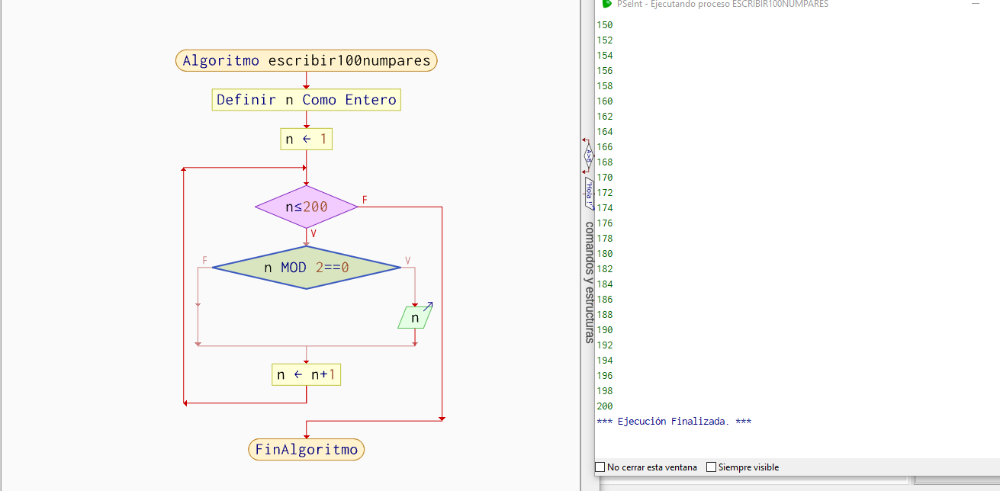 Algoritmo escribir100numpares
Definir n Como Entero
n ← 1
n≤200
F
V
n MOD 2==0
F
V
n
n ← n+1
FinAlgoritmo
A>B
'Hola !'
comandos y estructuras
PSeInt - Ejecutando proceso ESCRIBIR100NUMPARES
150
152
154
156
158
160
162
164
166
168
170
172
174
176
178
180
182
184
186
188
190
192
194
196
198
200
*** Ejecución Finalizada. ***
No cerrar esta ventana
Siempre visible